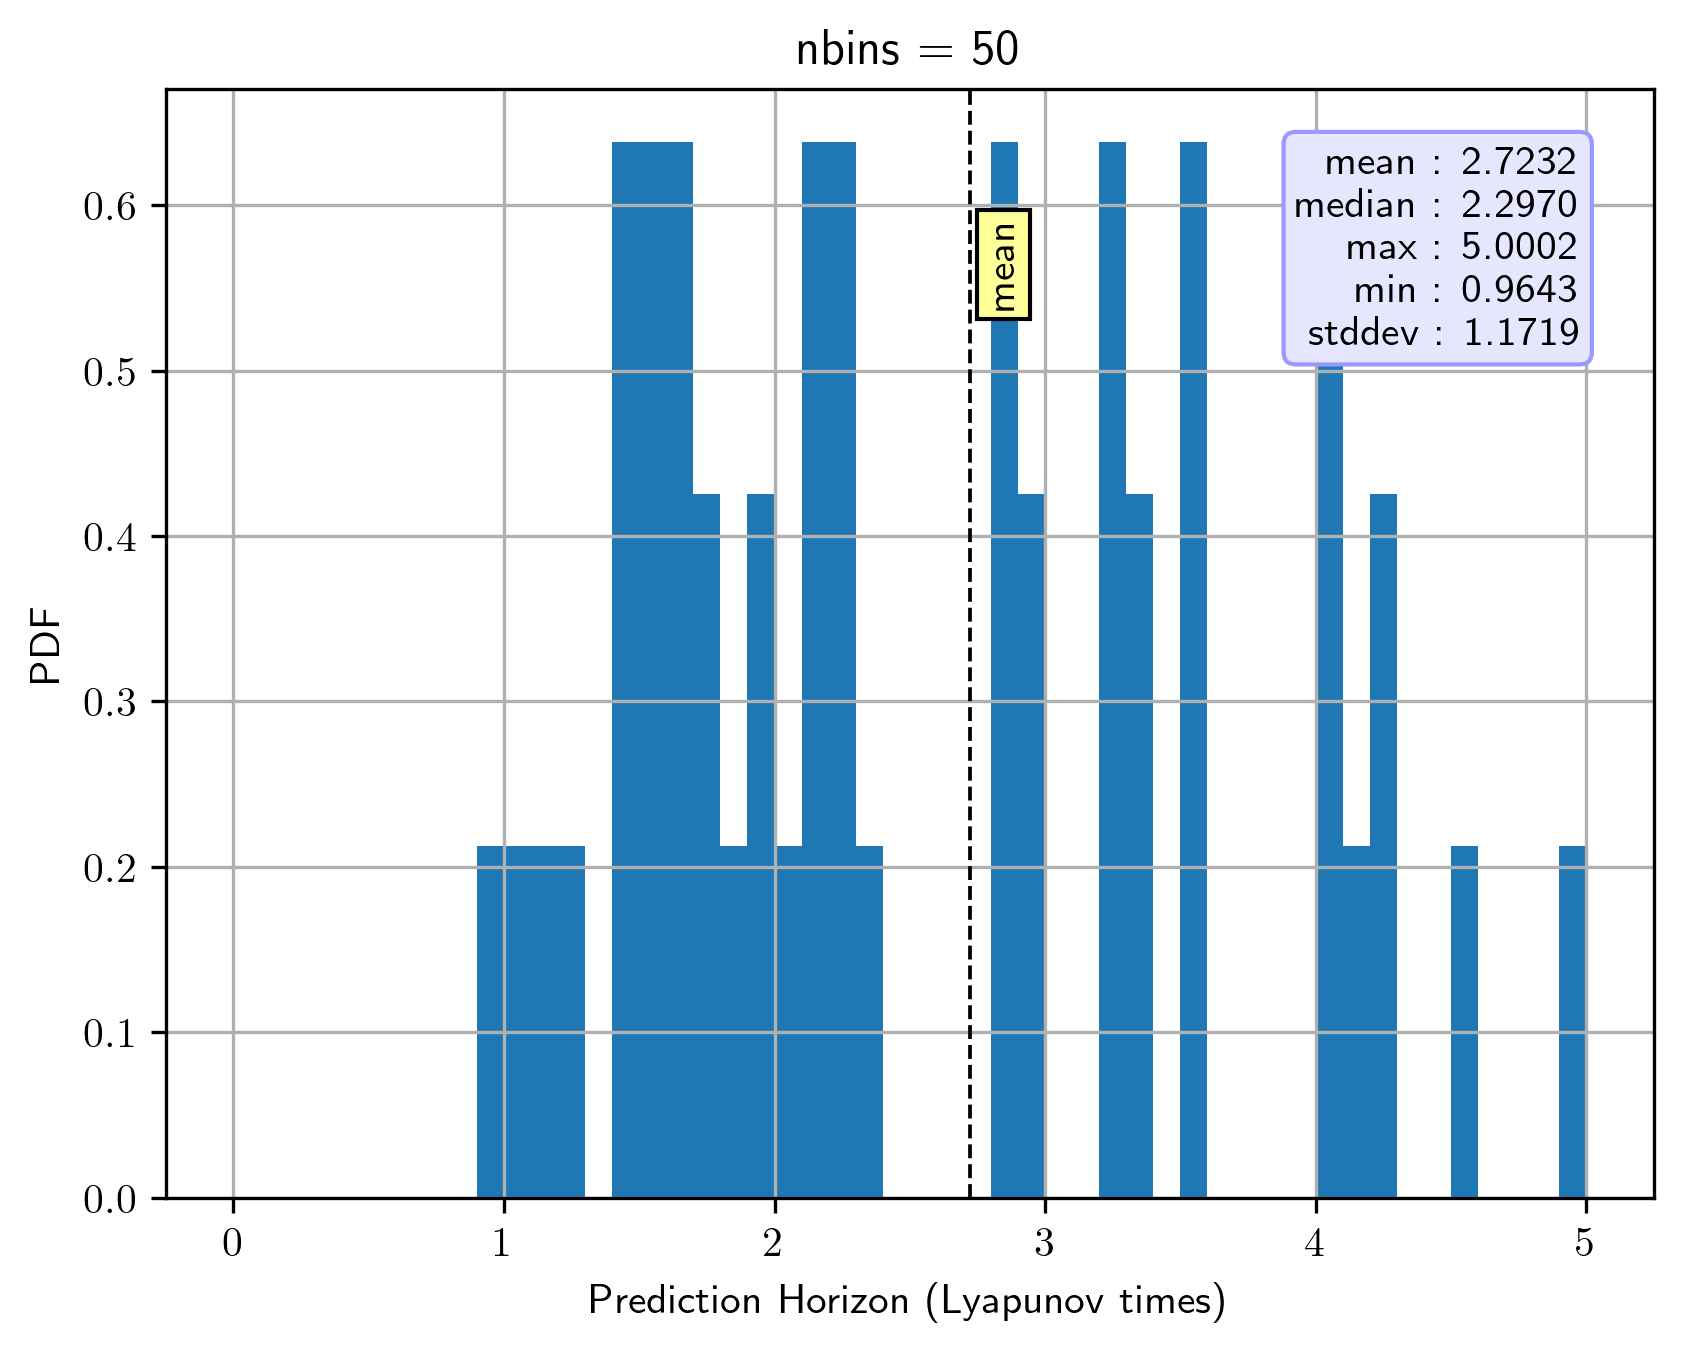 nbins = 50
mean : 2.7232
median : 2.2970
max : 5.0002
min : 0.9643
stddev : 1.1719
mean
PDF
0.6
0.5
0.4
0.3
0.2
0.1
0.0
0 1 2 3 4 5
Prediction Horizon (Lyapunov times)